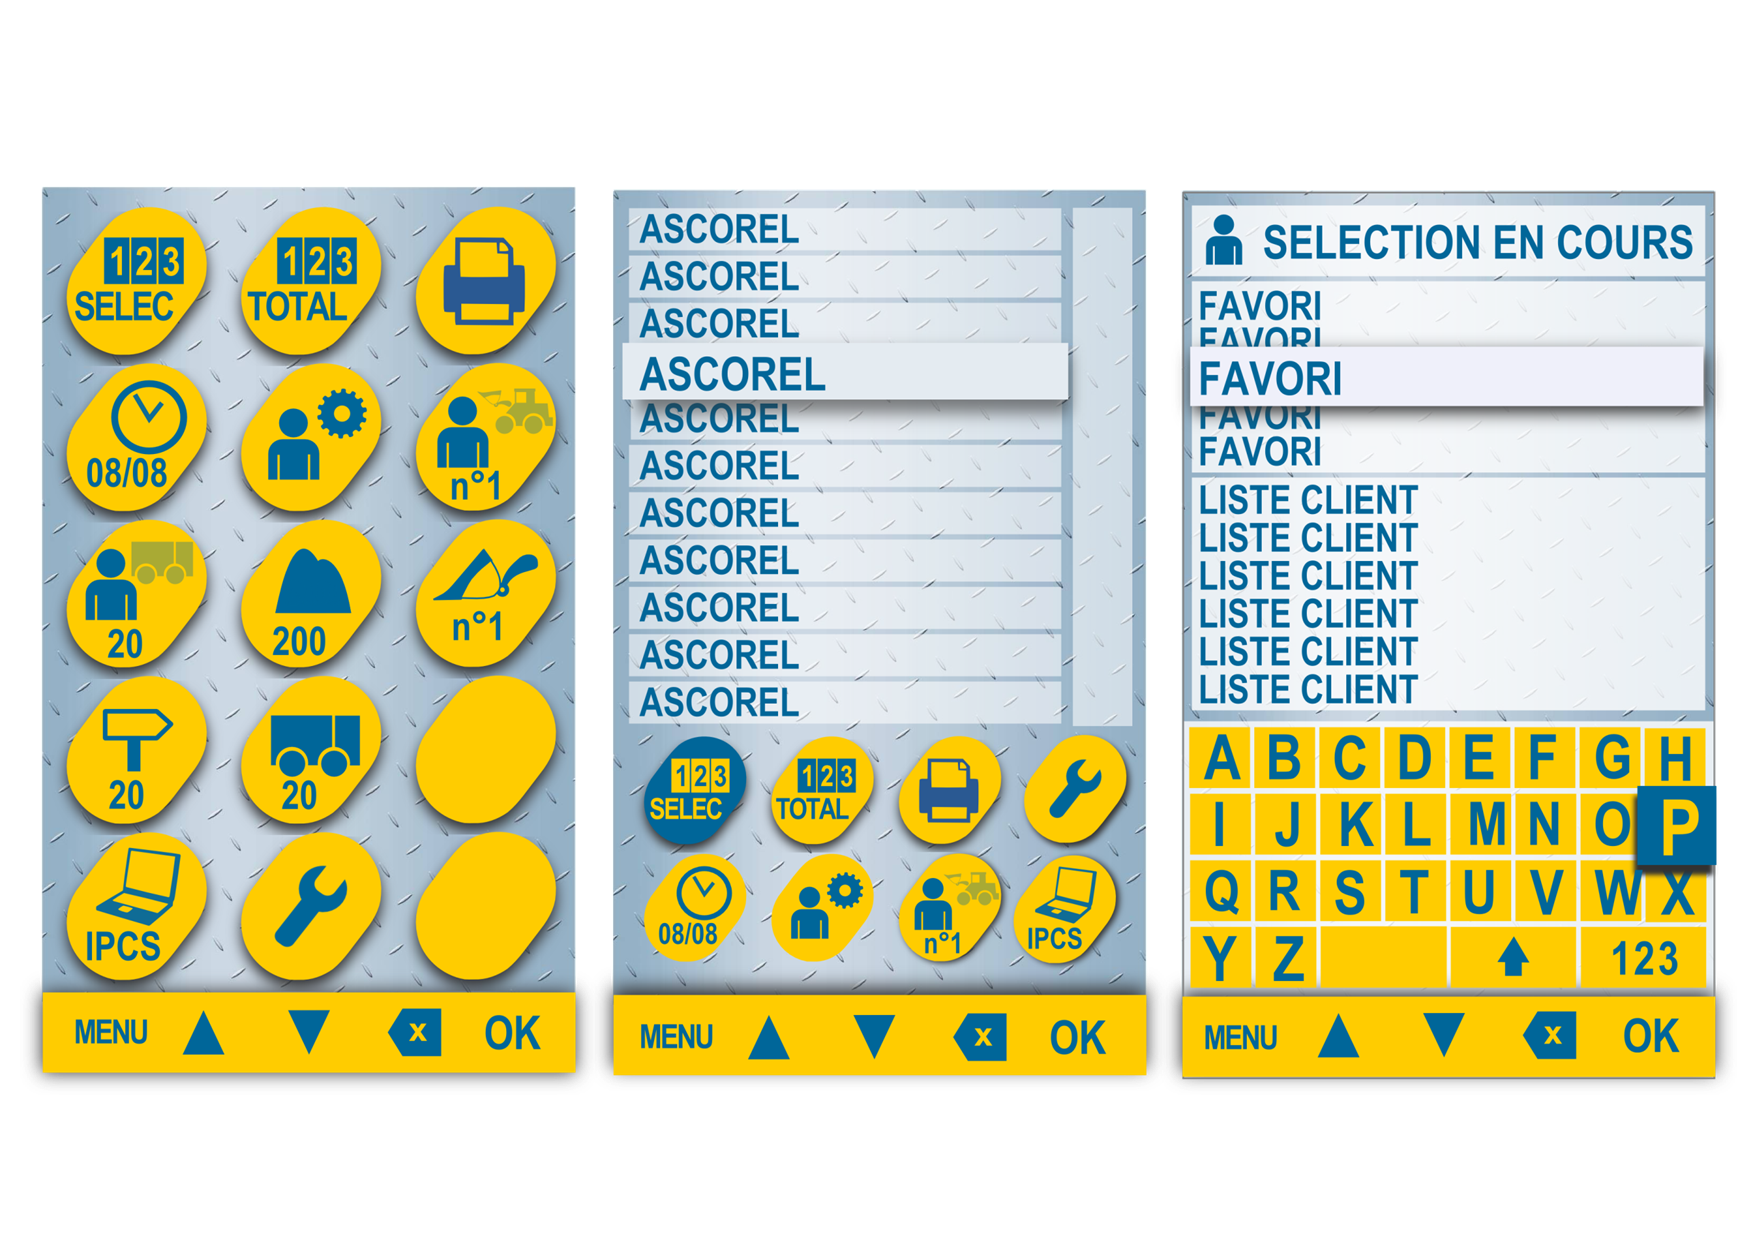 123 123
SELEC TOTAL
08/08 n°1
20 200 n°1
20 20
IPCS
MENU X OK
ASCOREL
ASCOREL
ASCOREL
ASCOREL
ASCOREL
ASCOREL
ASCOREL
ASCOREL
ASCOREL
ASCOREL
ASCOREL
123 123
SELEC TOTAL
08/08 n°1 IPCS
MENU X OK
SELECTION EN COURS
FAVORI
FAVORI
FAVORI
FAVORI
FAVORI
LISTE CLIENT
LISTE CLIENT
LISTE CLIENT
LISTE CLIENT
LISTE CLIENT
LISTE CLIENT
A B C D E F G H
I J K L M N O P
Q R S T U V W X
Y Z 123
MENU X OK